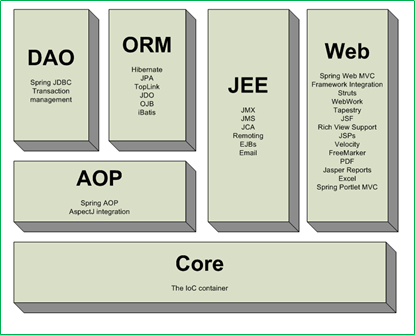 DAO
Spring JDBC
Transaction
management
ORM
Hibernate
JPA
TopLink
JDO
OJB
iBatis
JEE
JMX
JMS
JCA
Remoting
EJBs
Email
Web
Spring Web MVC
Framework Integration
Struts
WebWork
Tapestry
JSF
Rich View Support
JSPs
Velocity
FreeMarker
PDF
Jasper Reports
Excel
Spring Portlet MVC
AOP
Spring AOP
AspectJ integration
Core
The IoC container